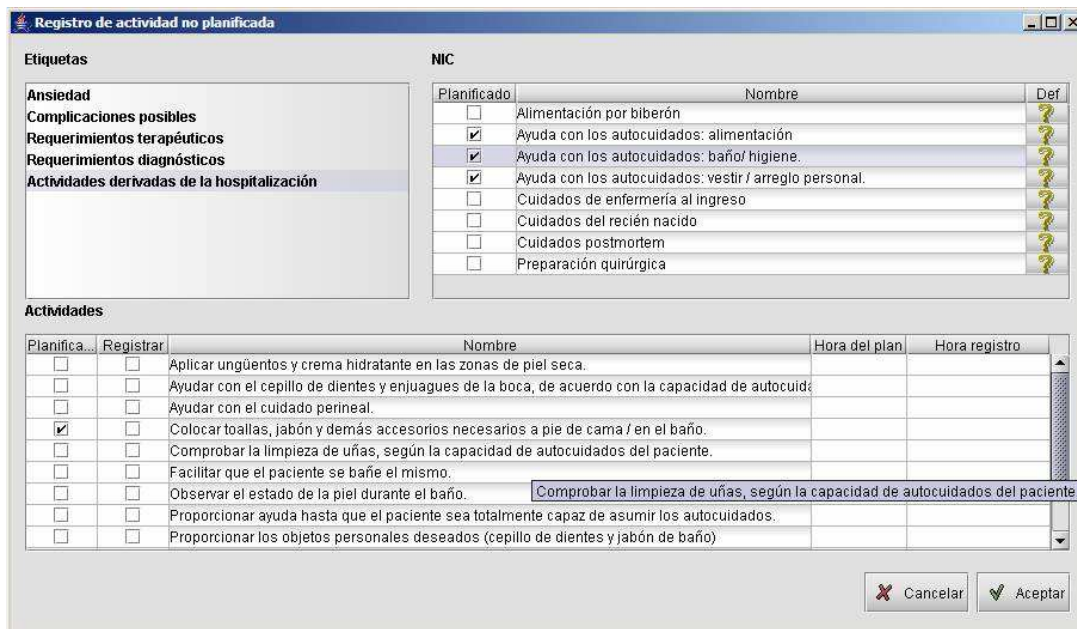 Registro de actividad no planificada
Etiquetas
NIC
Ansiedad
Complicaciones posibles
Requerimientos terapéuticos
Requerimientos diagnósticos
Actividades derivadas de la hospitalización
Planificado Nombre Def
Alimentación por biberón
Ayuda con los autocuidados: alimentación
Ayuda con los autocuidados: baño/ higiene.
Ayuda con los autocuidados: vestir / arreglo personal.
Cuidados de enfermería al ingreso
Cuidados del recién nacido
Cuidados postmortem
Preparación quirúrgica
Actividades
Planifica... Registrar Nombre Hora del plan Hora registro
Aplicar ungüentos y crema hidratante en las zonas de piel seca.
Ayudar con el cepillo de dientes y enjuagues de la boca, de acuerdo con la capacidad de autocuida
Ayudar con el cuidado perineal.
Colocar toallas, jabón y demás accesorios necesarios a pie de cama / en el baño.
Comprobar la limpieza de uñas, según la capacidad de autocuidados del paciente.
Facilitar que el paciente se bañe el mismo.
Observar el estado de la piel durante el baño.
Comprobar la limpieza de uñas, según la capacidad de autocuidados del paciente
Proporcionar ayuda hasta que el paciente sea totalmente capaz de asumir los autocuidados.
Proporcionar los objetos personales deseados (cepillo de dientes y jabón de baño)
Cancelar
Aceptar